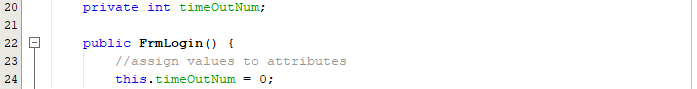 20 private int timeOutNum;
21
22 public FrmLogin() {
23 //assign values to attributes
24 this.timeOutNum = 0;